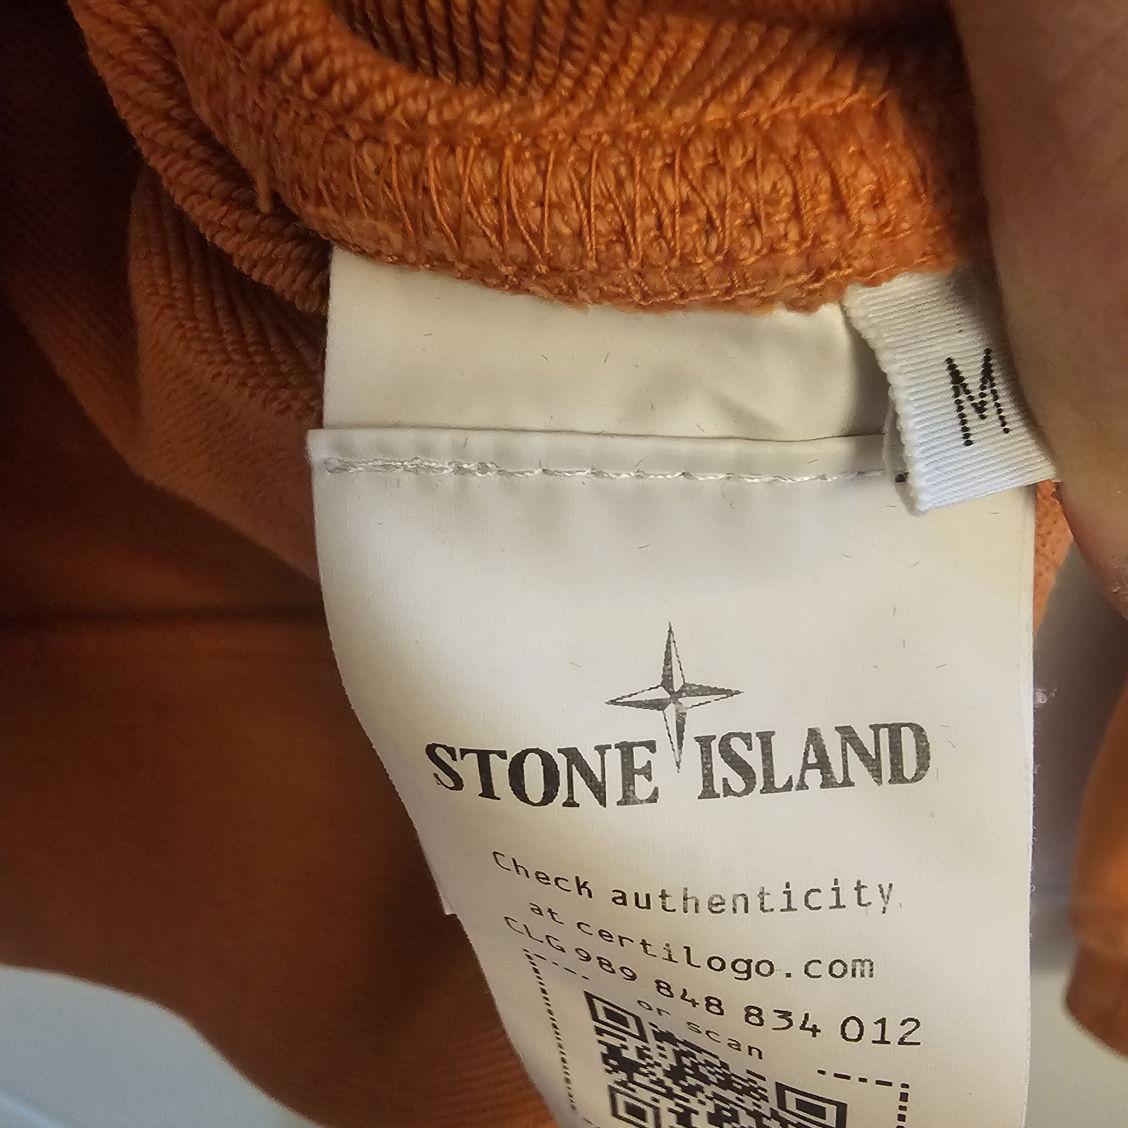 M
STONE ISLAND
Check authenticity
at certilogo.com
CLG 989 848 834 012
or scan